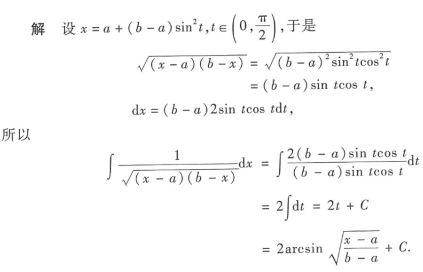 解 设 x = a + (b - a) sin²t, t ∈ (0, π/2), 于是
√((x - a)(b - x)) = √((b - a)² sin²t cos²t)
= (b - a) sin t cos t,
dx = (b - a) 2sin t cos t dt,
所以
∫ 1/√((x - a)(b - x)) dx = ∫ 2(b - a) sin t cos t/((b - a) sin t cos t) dt
= 2∫dt = 2t + C
= 2arcsin √((x - a)/(b - a)) + C.